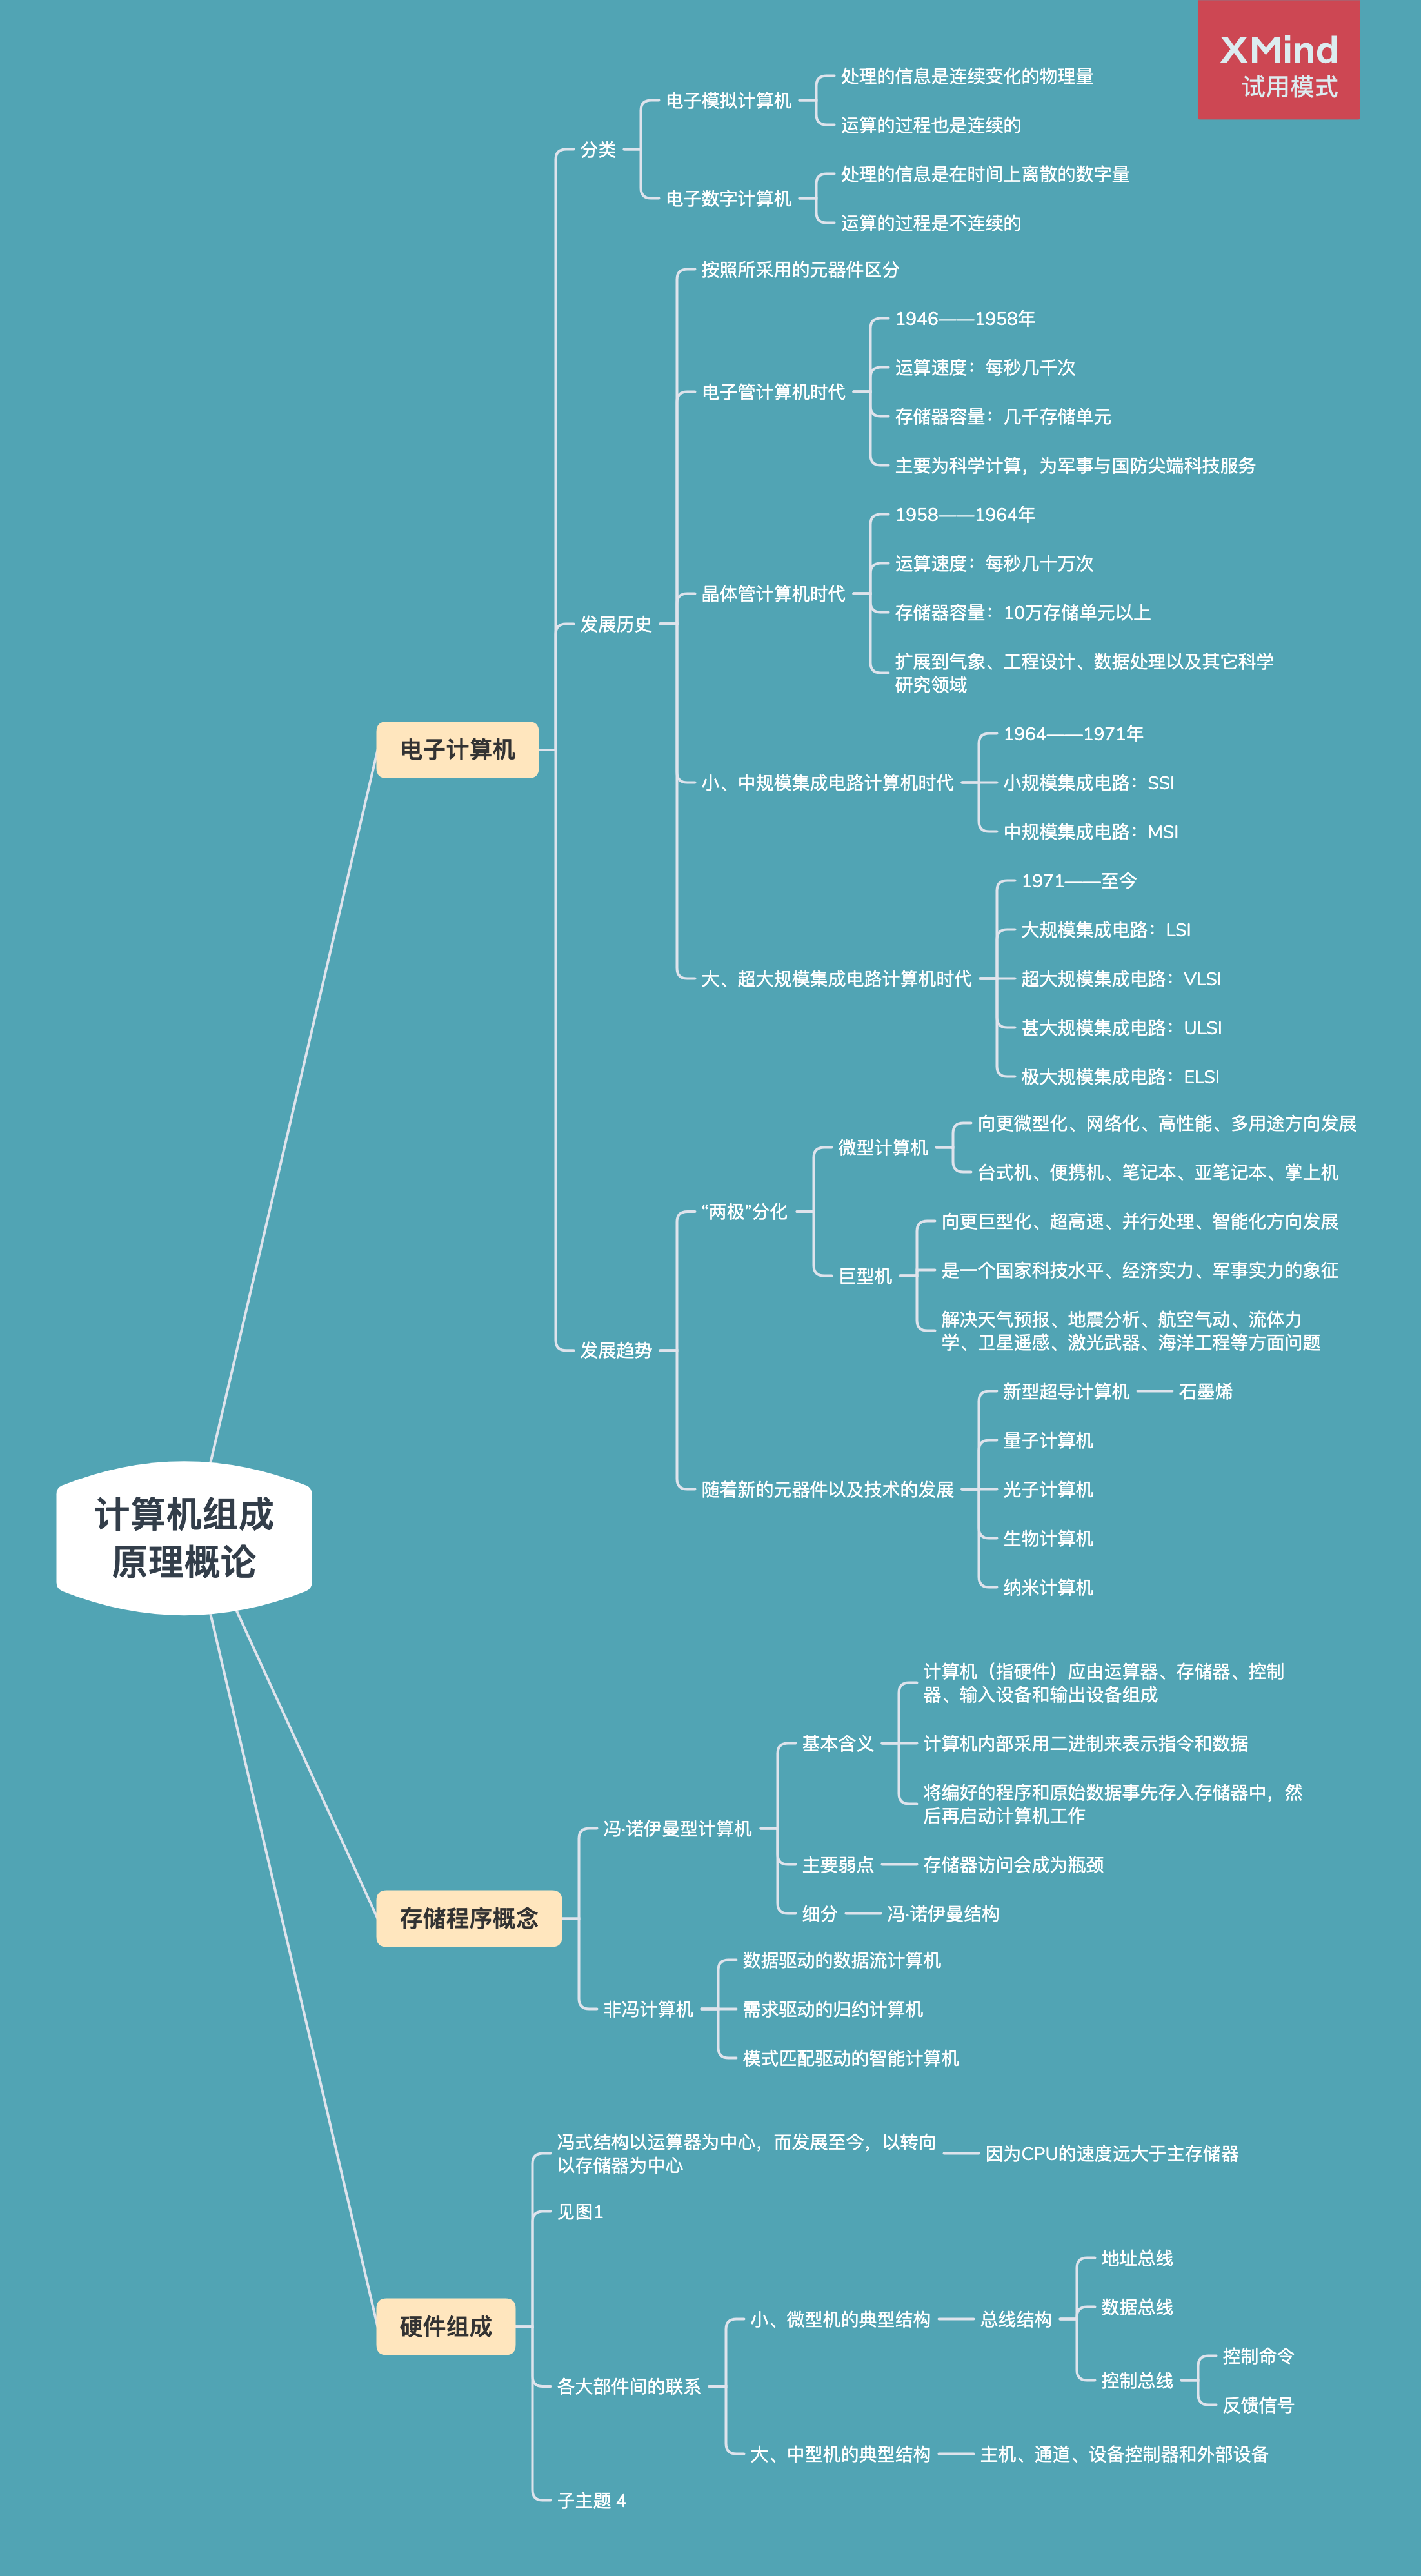 XMind
试用模式
计算机组成
原理概论
电子计算机
分类
电子模拟计算机
处理的信息是连续变化的物理量
运算的过程也是连续的
电子数字计算机
处理的信息是在时间上离散的数字量
运算的过程是不连续的
发展历史
按照所采用的元器件区分
电子管计算机时代
1946——1958年
运算速度：每秒几千次
存储器容量：几千存储单元
主要为科学计算，为军事与国防尖端科技服务
晶体管计算机时代
1958——1964年
运算速度：每秒几十万次
存储器容量：10万存储单元以上
扩展到气象、工程设计、数据处理以及其它科学
研究领域
小、中规模集成电路计算机时代
1964——1971年
小规模集成电路：SSI
中规模集成电路：MSI
大、超大规模集成电路计算机时代
1971——至今
大规模集成电路：LSI
超大规模集成电路：VLSI
甚大规模集成电路：ULSI
极大规模集成电路：ELSI
发展趋势
“两极”分化
微型计算机
向更微型化、网络化、高性能、多用途方向发展
台式机、便携机、笔记本、亚笔记本、掌上机
巨型机
向更巨型化、超高速、并行处理、智能化方向发展
是一个国家科技水平、经济实力、军事实力的象征
解决天气预报、地震分析、航空气动、流体力
学、卫星遥感、激光武器、海洋工程等方面问题
随着新的元器件以及技术的发展
新型超导计算机
石墨烯
量子计算机
光子计算机
生物计算机
纳米计算机
存储程序概念
冯·诺伊曼型计算机
基本含义
计算机（指硬件）应由运算器、存储器、控制
器、输入设备和输出设备组成
计算机内部采用二进制来表示指令和数据
将编好的程序和原始数据事先存入存储器中，然
后再启动计算机工作
主要弱点
存储器访问会成为瓶颈
细分
冯·诺伊曼结构
非冯计算机
数据驱动的数据流计算机
需求驱动的归约计算机
模式匹配驱动的智能计算机
硬件组成
冯式结构以运算器为中心，而发展至今，以转向
以存储器为中心
因为CPU的速度远大于主存储器
见图1
各大部件间的联系
小、微型机的典型结构
总线结构
地址总线
数据总线
控制总线
控制命令
反馈信号
大、中型机的典型结构
主机、通道、设备控制器和外部设备
子主题 4